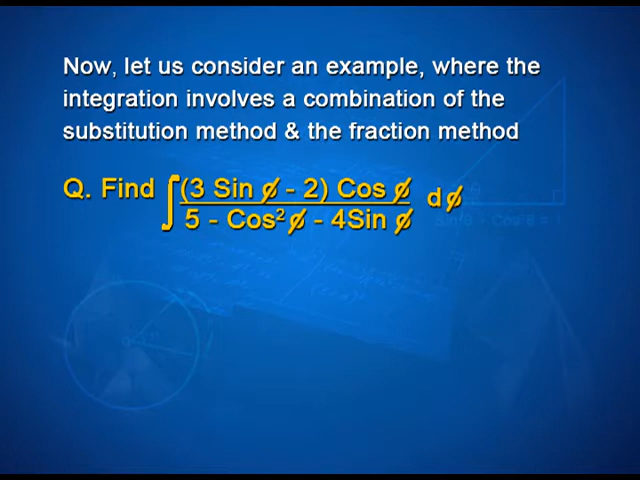 Now, let us consider an example, where the
integration involves a combination of the
substitution method & the fraction method
Q. Find ∫ (3 Sin ϕ - 2) Cos ϕ / 5 - Cos² ϕ - 4Sin ϕ dϕ